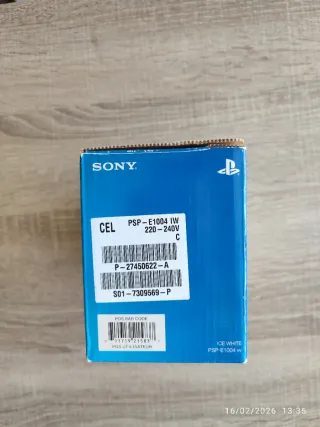 SONY
CEL
PSP-E1004 IW
220-240V
C
P-27450622-A
S01-7309569-P
ICE WHITE
PSP-E1004 IW
16/02/2026 13:35